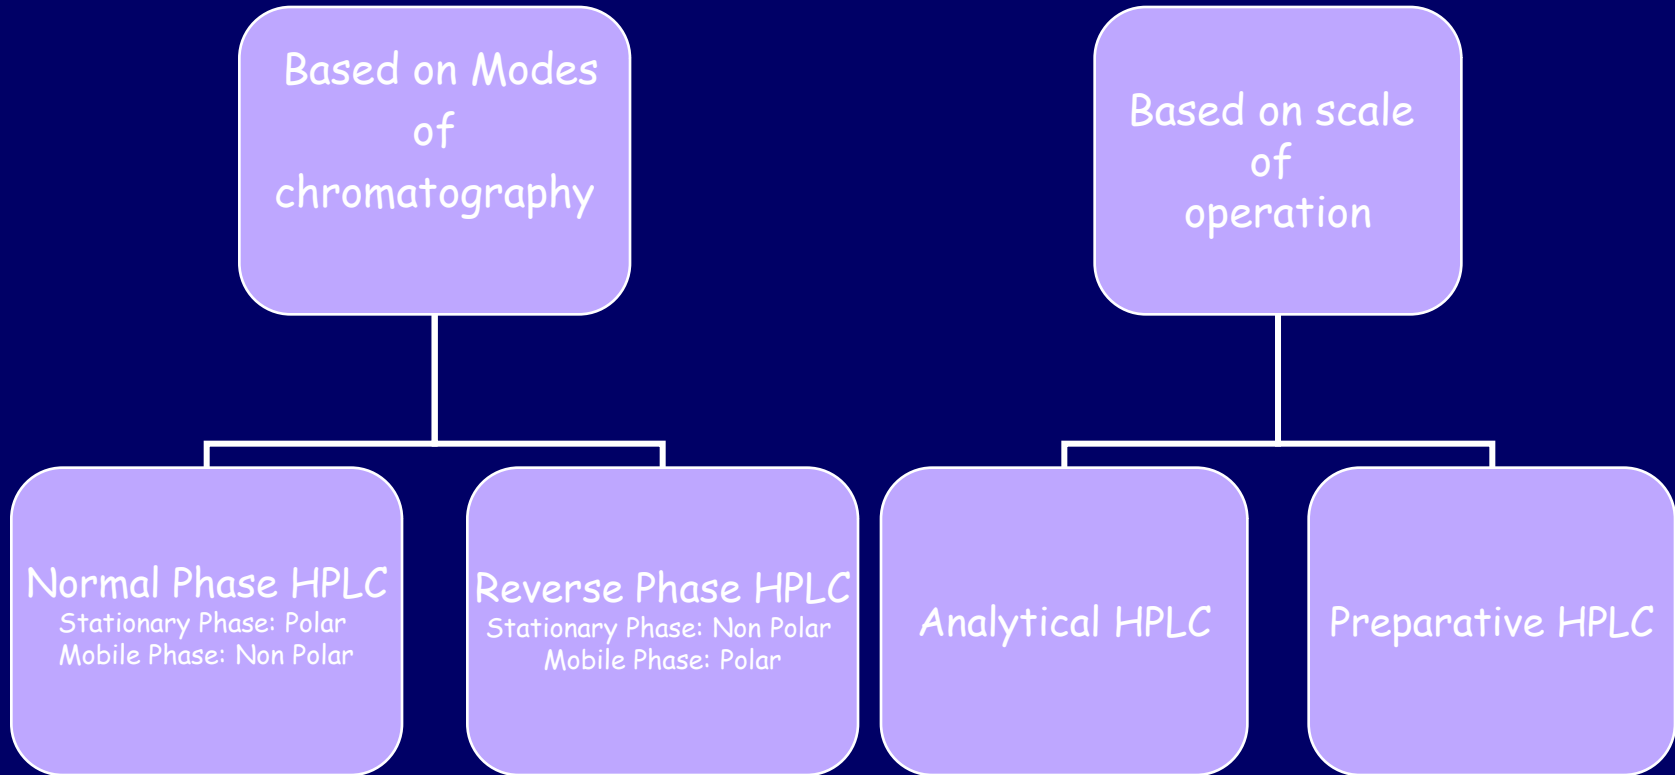 Based on Modes
of
chromatography
Based on scale
of
operation
Normal Phase HPLC
Stationary Phase: Polar
Mobile Phase: Non Polar
Reverse Phase HPLC
Stationary Phase: Non Polar
Mobile Phase: Polar
Analytical HPLC
Preparative HPLC